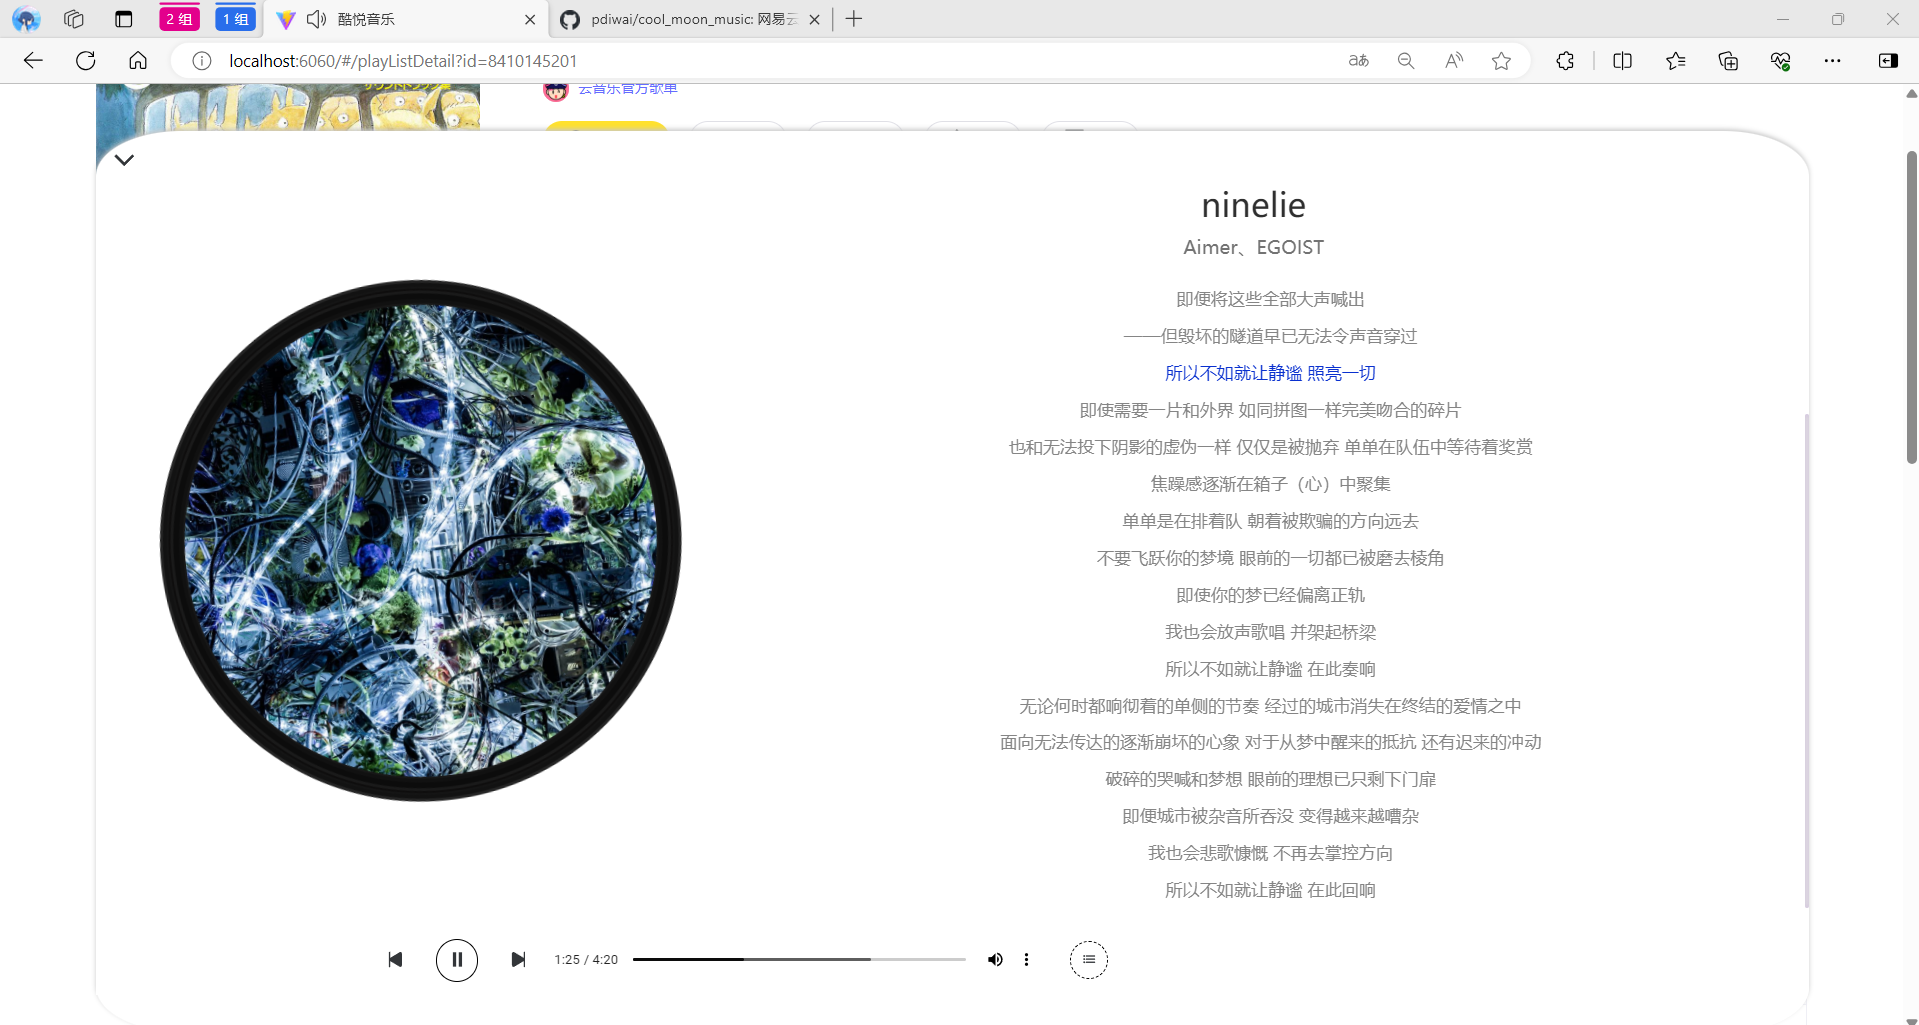 2 组
1 组
酷悦音乐
pdiwai/cool_moon_music: 网易云
localhost:6060/#/playListDetail?id=8410145201
サウンドトラック集
云音乐官方歌单
ninelie
Aimer、EGOIST
即便将这些全部大声喊出
——但毁坏的隧道早已无法令声音穿过
所以不如就让静谧 照亮一切
即使需要一片和外界 如同拼图一样完美吻合的碎片
也和无法投下阴影的虚伪一样 仅仅是被抛弃 单单在队伍中等待着奖赏
焦躁感逐渐在箱子（心）中聚集
单单是在排着队 朝着被欺骗的方向远去
不要飞跃你的梦境 眼前的一切都已被磨去棱角
即使你的梦已经偏离正轨
我也会放声歌唱 并架起桥梁
所以不如就让静谧 在此奏响
无论何时都响彻着的单侧的节奏 经过的城市消失在终结的爱情之中
面向无法传达的逐渐崩坏的心象 对于从梦中醒来的抵抗 还有迟来的冲动
破碎的哭喊和梦想 眼前的理想已只剩下门扉
即便城市被杂音所吞没 变得越来越嘈杂
我也会悲歌慷慨 不再去掌控方向
所以不如就让静谧 在此回响
1:25 / 4:20